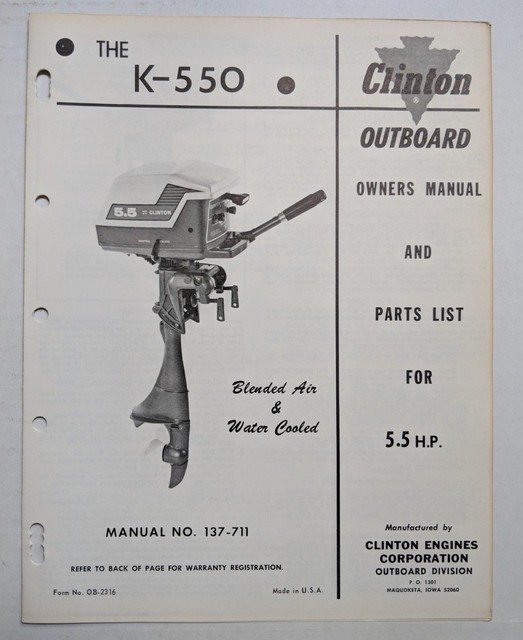 THE
K-550
5.5 CLINTON
Blended Air
&
Water Cooled
MANUAL NO. 137-711
REFER TO BACK OF PAGE FOR WARRANTY REGISTRATION.
Form No. OB-2316
Made in U.S.A.
Clinton
OUTBOARD
OWNERS MANUAL
AND
PARTS LIST
FOR
5.5 H.P.
Manufactured by
CLINTON ENGINES
CORPORATION
OUTBOARD DIVISION
P. O. 1301
MAQUOKETA, IOWA 52060